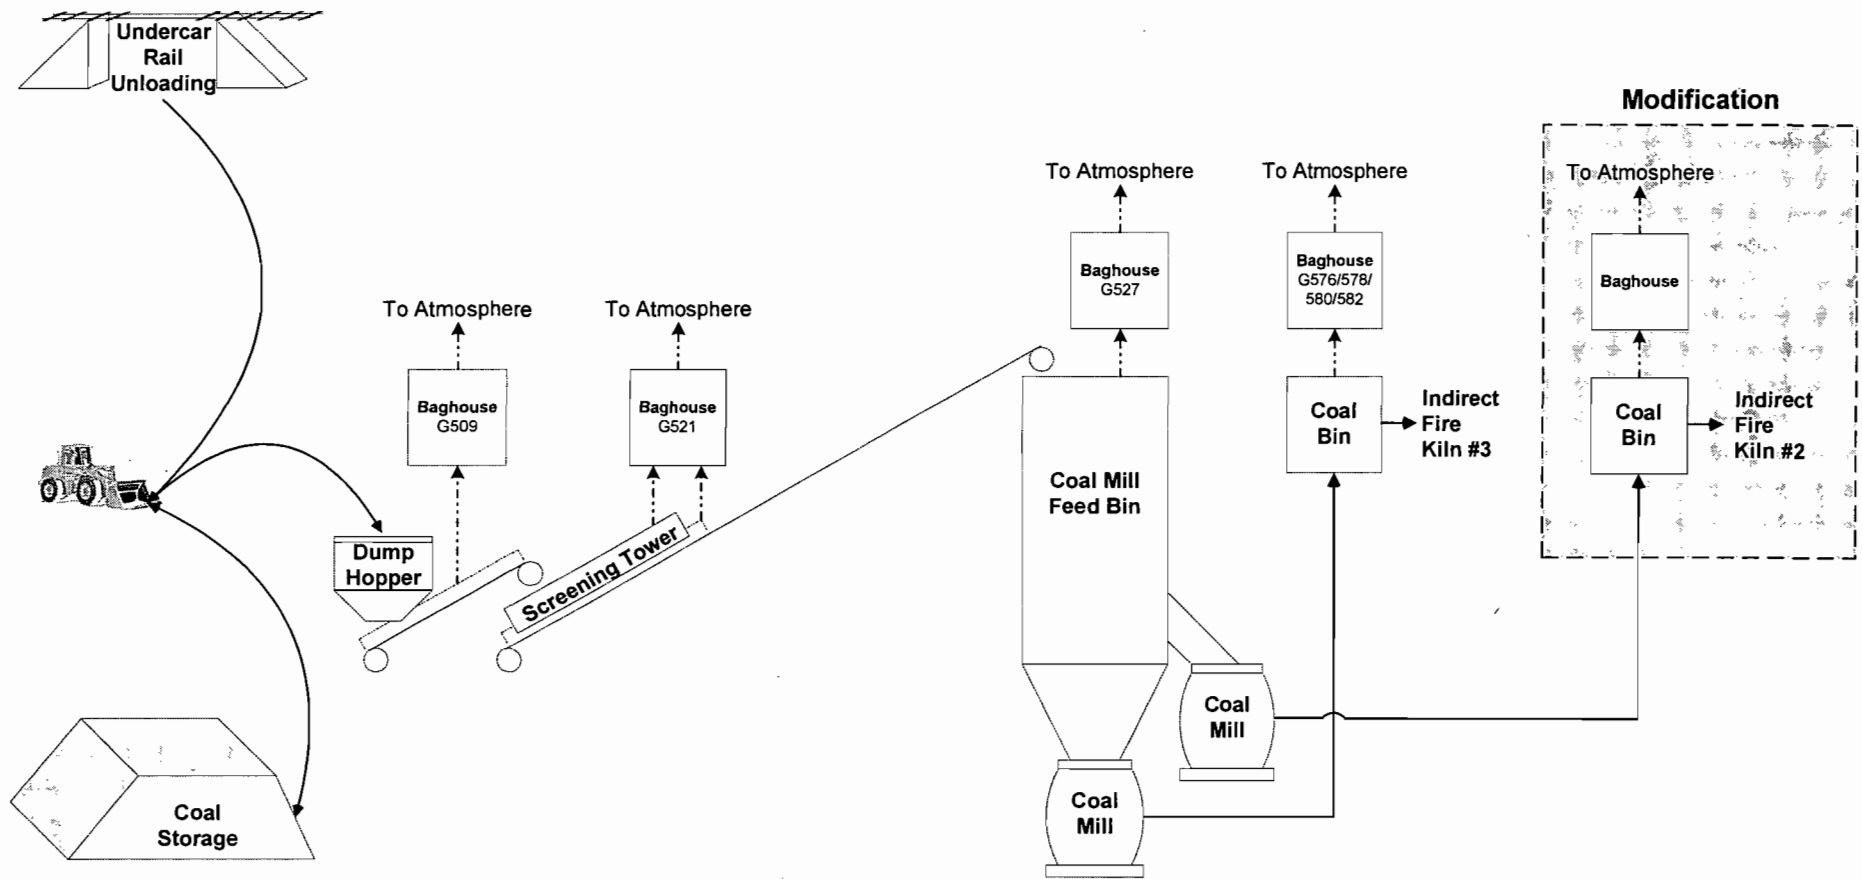 Undercar
Rail
Unloading
Modification
To Atmosphere
To Atmosphere
To Atmosphere
Baghouse
G527
Baghouse
G576/578/
580/582
Baghouse
To Atmosphere
To Atmosphere
Baghouse
G509
Baghouse
G521
Coal
Bin
Indirect
Fire
Kiln #3
Coal
Bin
Indirect
Fire
Kiln #2
Coal Mill
Feed Bin
Dump
Hopper
Screening Tower
Coal
Mill
Coal
Mill
Coal
Storage